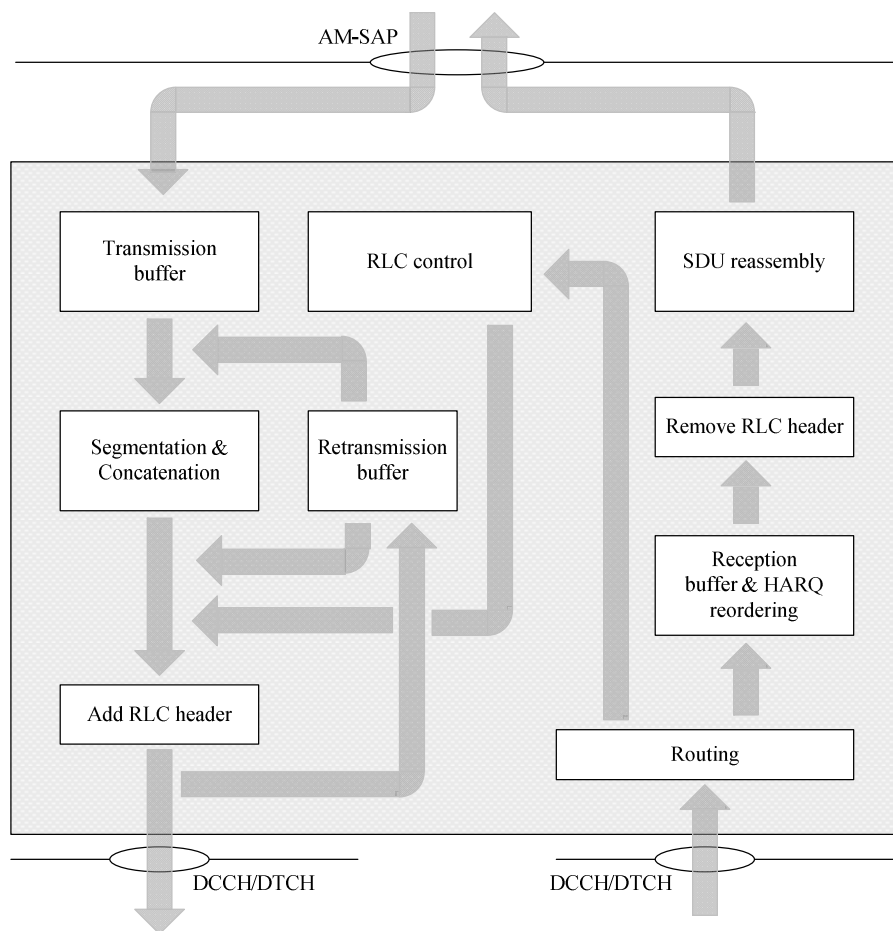 AM-SAP
Transmission
buffer
RLC control
SDU reassembly
Segmentation &
Concatenation
Retransmission
buffer
Remove RLC header
Reception
buffer & HARQ
reordering
Add RLC header
Routing
DCCH/DTCH
DCCH/DTCH